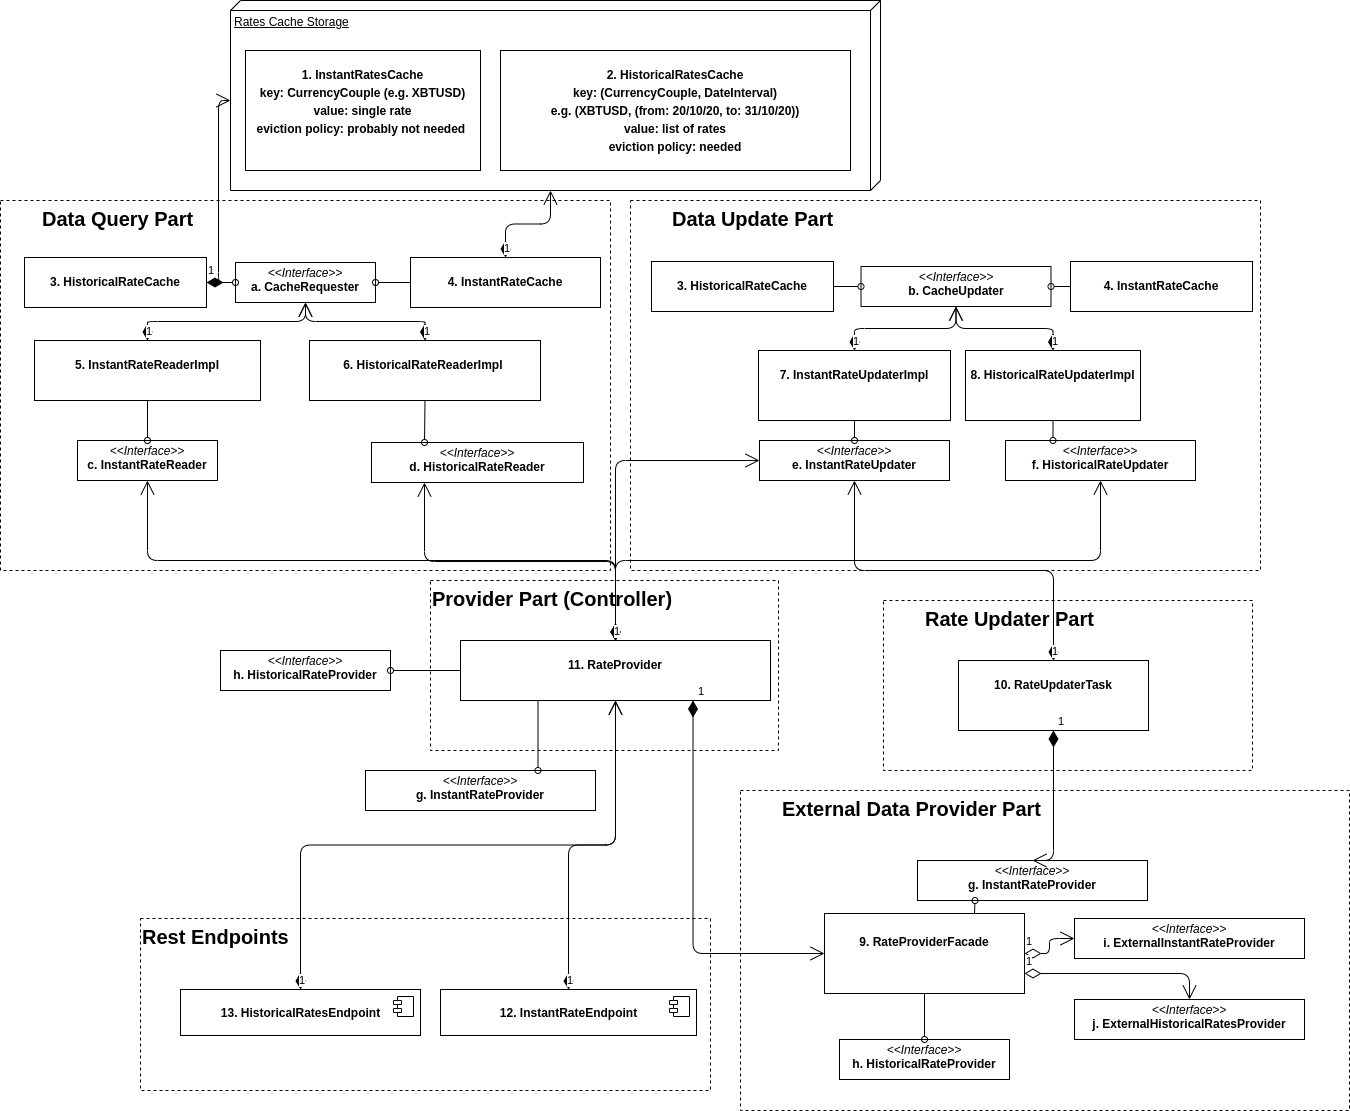 Rates Cache Storage
1. InstantRatesCache
key: CurrencyCouple (e.g. XBTUSD)
value: single rate
eviction policy: probably not needed
2. HistoricalRatesCache
key: (CurrencyCouple, DateInterval)
e.g. (XBTUSD, (from: 20/10/20, to: 31/10/20))
value: list of rates
eviction policy: needed
Data Query Part
3. HistoricalRateCache
1
<<Interface>>
a. CacheRequester
1
4. InstantRateCache
1
5. InstantRateReaderImpl
1
6. HistoricalRateReaderImpl
<<Interface>>
c. InstantRateReader
<<Interface>>
d. HistoricalRateReader
Data Update Part
3. HistoricalRateCache
<<Interface>>
b. CacheUpdater
4. InstantRateCache
1
7. InstantRateUpdaterImpl
1
8. HistoricalRateUpdaterImpl
<<Interface>>
e. InstantRateUpdater
<<Interface>>
f. HistoricalRateUpdater
Provider Part (Controller)
1
11. RateProvider
1
<<Interface>>
h. HistoricalRateProvider
<<Interface>>
g. InstantRateProvider
Rate Updater Part
1
10. RateUpdaterTask
1
External Data Provider Part
<<Interface>>
g. InstantRateProvider
9. RateProviderFacade
1
1
<<Interface>>
i. ExternalInstantRateProvider
<<Interface>>
j. ExternalHistoricalRatesProvider
<<Interface>>
h. HistoricalRateProvider
Rest Endpoints
1
13. HistoricalRatesEndpoint
1
12. InstantRateEndpoint